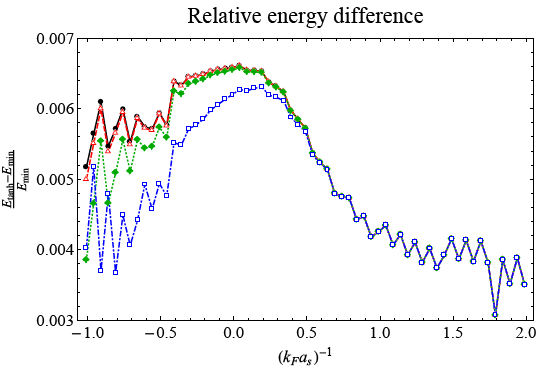 Relative energy difference
0.007
0.006
0.005
0.004
0.003
E_tanh−E_min
E_min
−1.0 −0.5 0.0 0.5 1.0 1.5 2.0
(k_F a_s)^−1